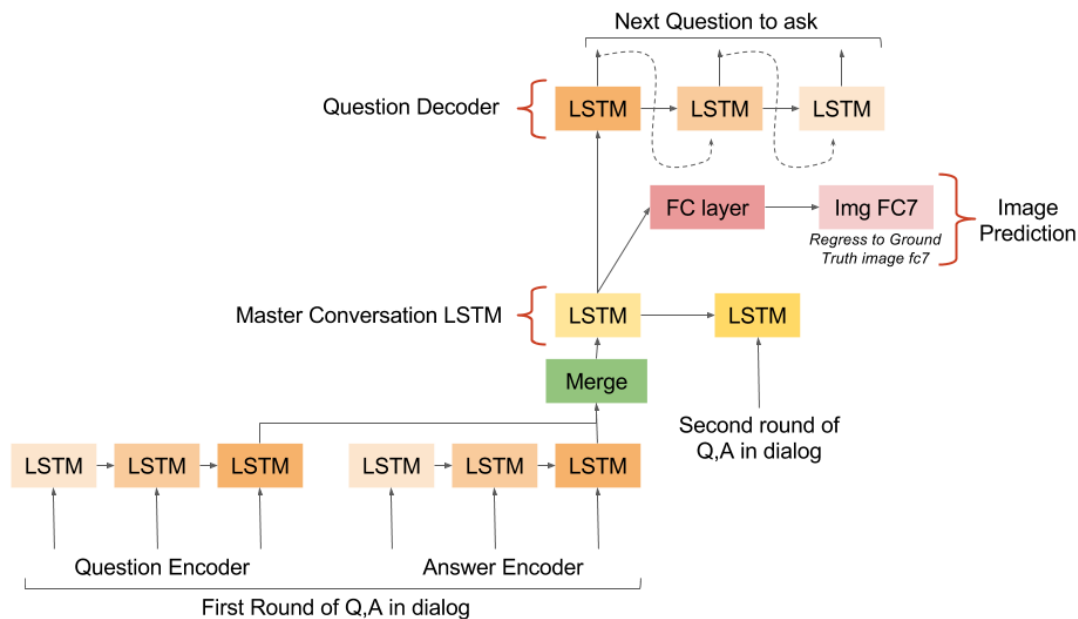 Next Question to ask
Question Decoder
LSTM
LSTM
LSTM
FC layer
Img FC7
Regress to Ground
Truth image fc7
Image
Prediction
Master Conversation LSTM
LSTM
LSTM
Merge
Second round of
Q,A in dialog
LSTM
LSTM
LSTM
LSTM
LSTM
LSTM
Question Encoder
Answer Encoder
First Round of Q,A in dialog